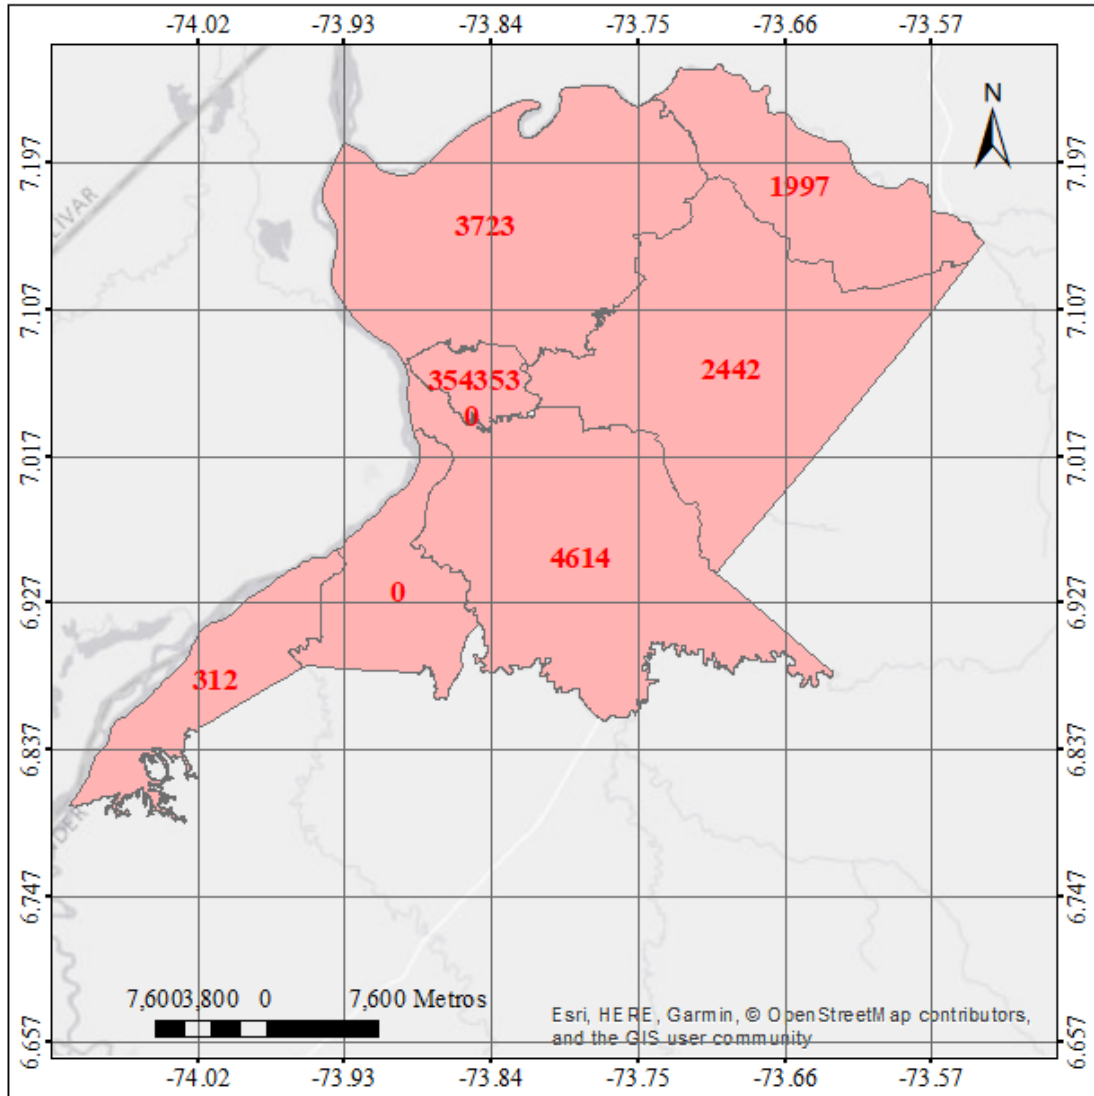 -74.02 -73.93 -73.84 -73.75 -73.66 -73.57
N
7.197 7.197
LÍVAR
1997
3723
7.107 7.107
2442
354353
0
7.017 7.017
4614
0
6.927 6.927
312
6.837 6.837
NDER
6.747 6.747
7,6003,800 0 7,600 Metros
Esri, HERE, Garmin, © OpenStreetMap contributors,
and the GIS user community
6.657 6.657
-74.02 -73.93 -73.84 -73.75 -73.66 -73.57